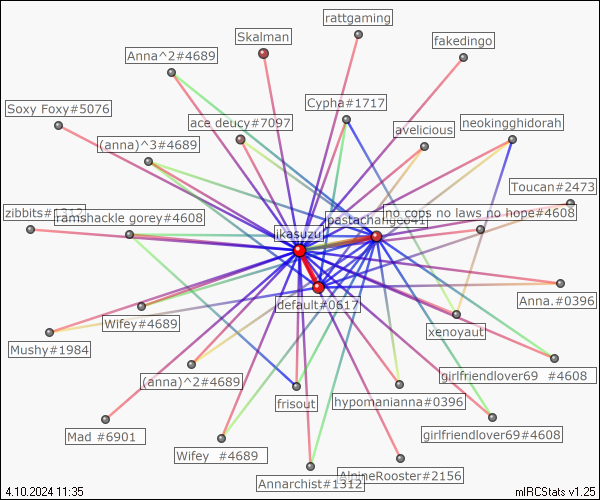 rattgaming
Skalman
fakedingo
Anna^2#4689
Cypha#1717
Soxy Foxy#5076
ace deucy#7097
avelicious
neokingghidorah
(anna)^3#4689
Toucan#2473
zibbits#1312
ramshackle gorey#4608
no cops no laws no hope#4608
ikasuzu
default#0617
Anna.#0396
Wifey#4689
xenoyaut
Mushy#1984
(anna)^2#4689
girlfriendlover69 #4608
frisout
hypomanianna#0396
Mad #6901
girlfriendlover69#4608
Wifey #4689
Annarchist#1312
AlpineRooster#2156
4.10.2024 11:35
mIRCStats v1.25